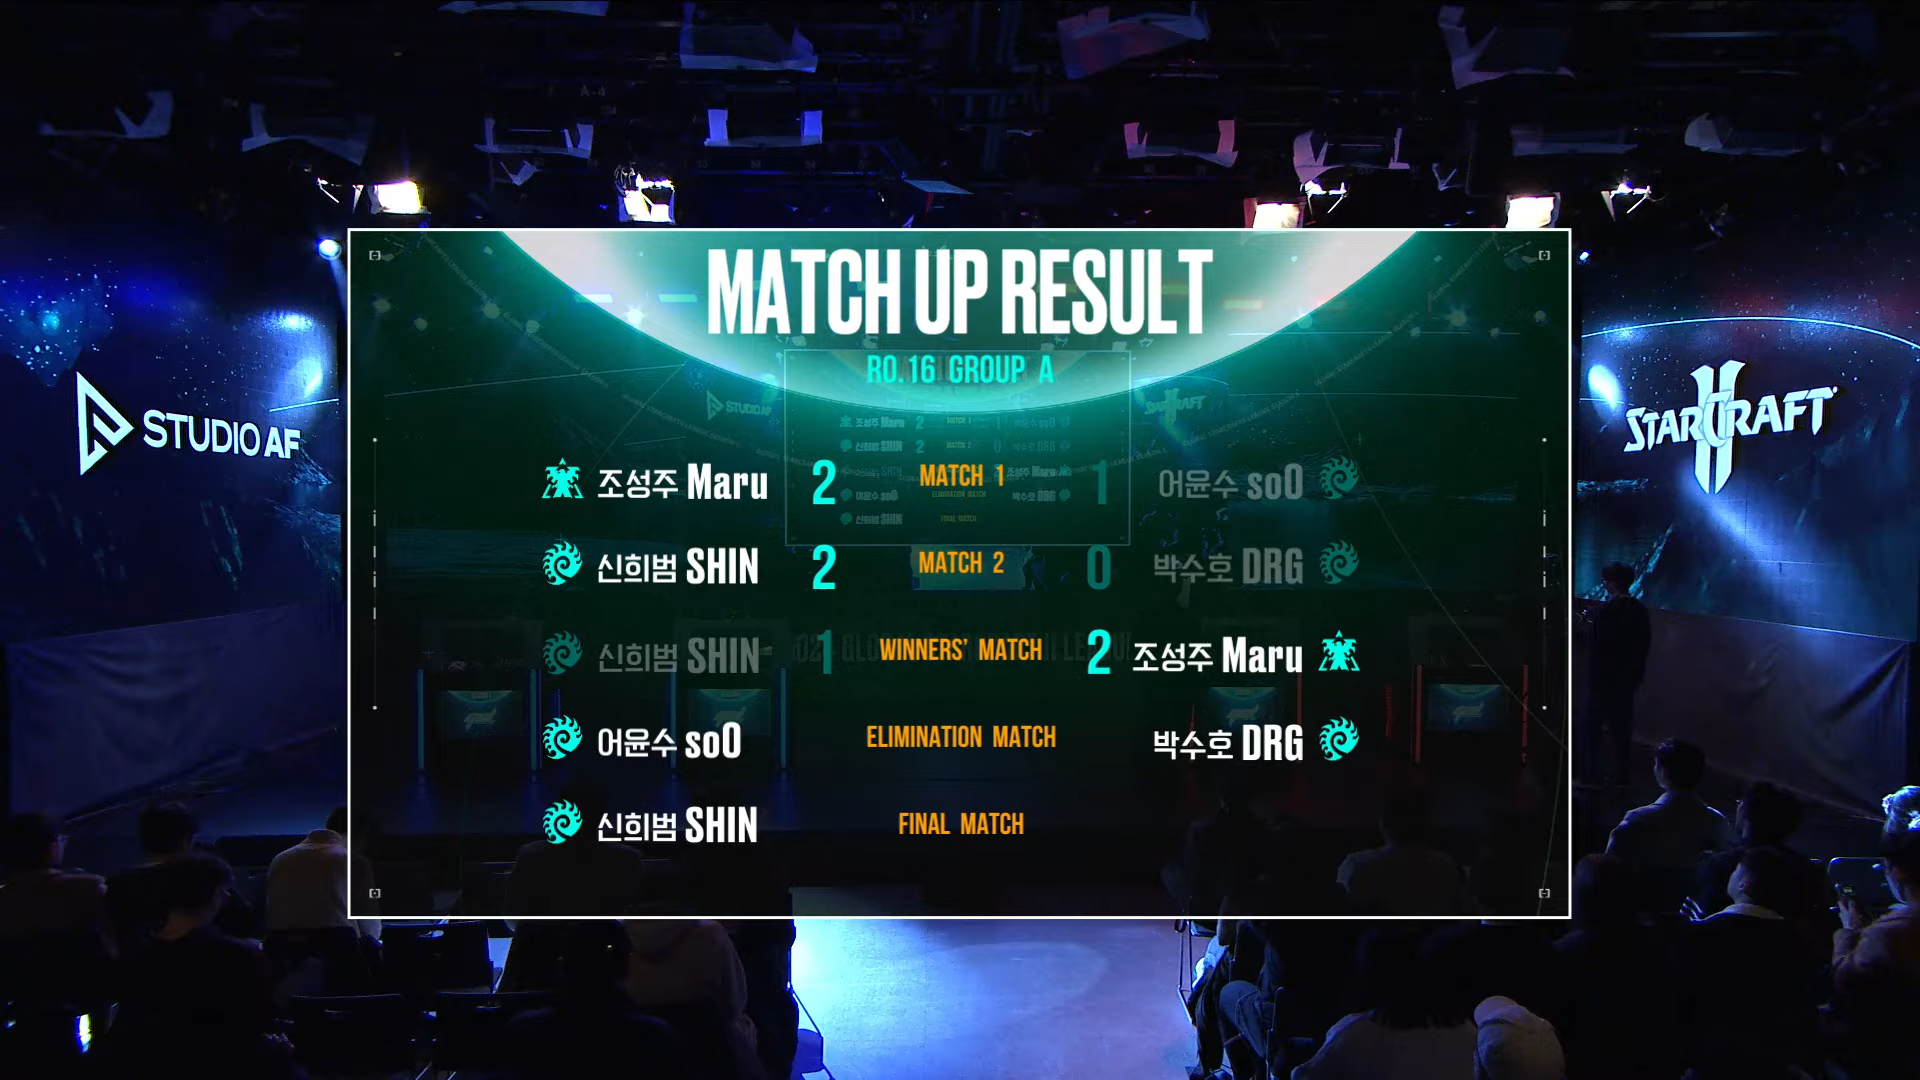 MATCH UP RESULT
RO.16 GROUP A
STUDIO AF
STARCRAFT
II
조성주 Maru 2 MATCH 1 1 어윤수 soO
신희범 SHIN 2 MATCH 2 0 박수호 DRG
신희범 SHIN 1 WINNERS' MATCH 2 조성주 Maru
어윤수 soO ELIMINATION MATCH 박수호 DRG
신희범 SHIN FINAL MATCH